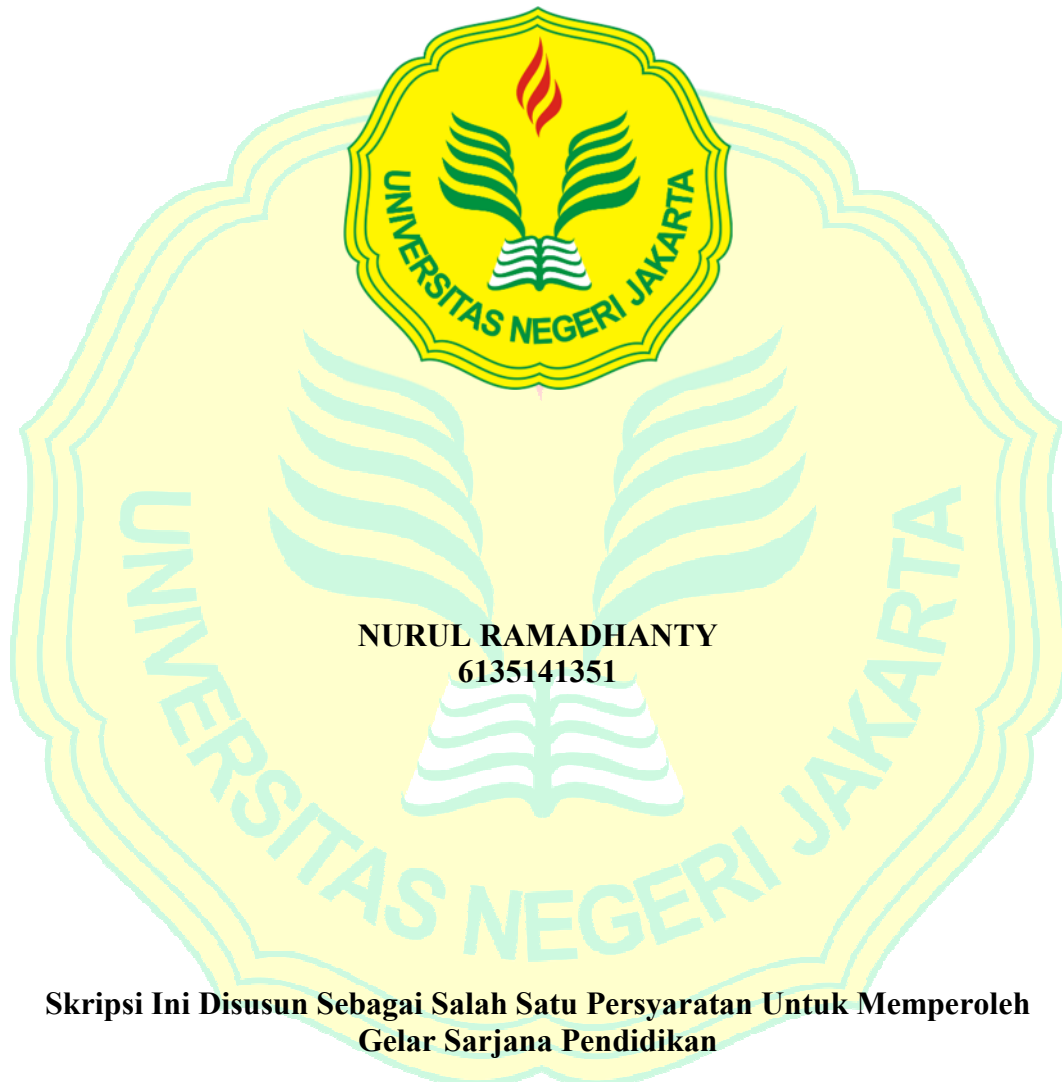 UNIVERSITAS NEGERI JAKARTA
UNIVERSITAS NEGERI JAKARTA
NURUL RAMADHANTY
6135141351
Skripsi Ini Disusun Sebagai Salah Satu Persyaratan Untuk Memperoleh
Gelar Sarjana Pendidikan